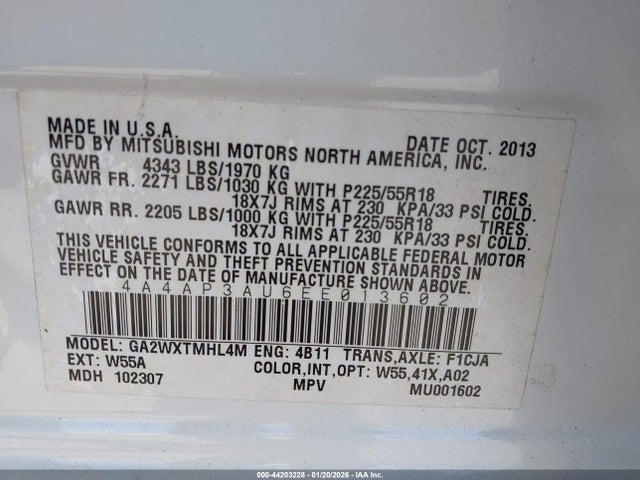 MADE IN U.S.A. DATE OCT. 2013
MFD BY MITSUBISHI MOTORS NORTH AMERICA, INC.
GVWR 4343 LBS/1970 KG
GAWR FR. 2271 LBS/1030 KG WITH P225/55R18 TIRES.
18X7J RIMS AT 230 KPA/33 PSI COLD.
GAWR RR. 2205 LBS/1000 KG WITH P225/55R18 TIRES.
18X7J RIMS AT 230 KPA/33 PSI COLD.
THIS VEHICLE CONFORMS TO ALL APPLICABLE FEDERAL MOTOR
VEHICLE SAFETY AND THEFT PREVENTION STANDARDS IN
EFFECT ON THE DATE OF MANUFACTURE SHOWN ABOVE.
4A4AP3AU6EE013602
MODEL: GA2WXTMHL4M ENG: 4B11 TRANS,AXLE: F1CJA
EXT: W55A COLOR,INT,OPT: W55,41X,A02
MDH 102307 MPV MU001602
000-44203228 - 01/20/2026 - IAA Inc.